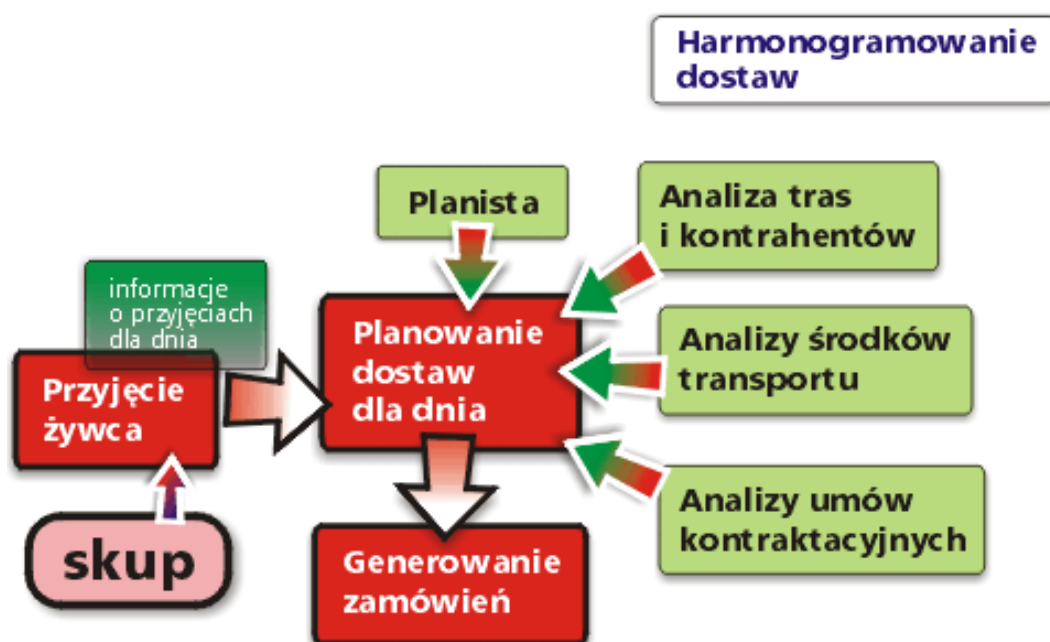 Harmonogramowanie
dostaw
Planista
Analiza tras
i kontrahentów
informacje
o przyjęciach
dla dnia
Planowanie
dostaw
dla dnia
Analizy środków
transportu
Przyjęcie
żywca
Analizy umów
kontraktacyjnych
skup
Generowanie
zamówień